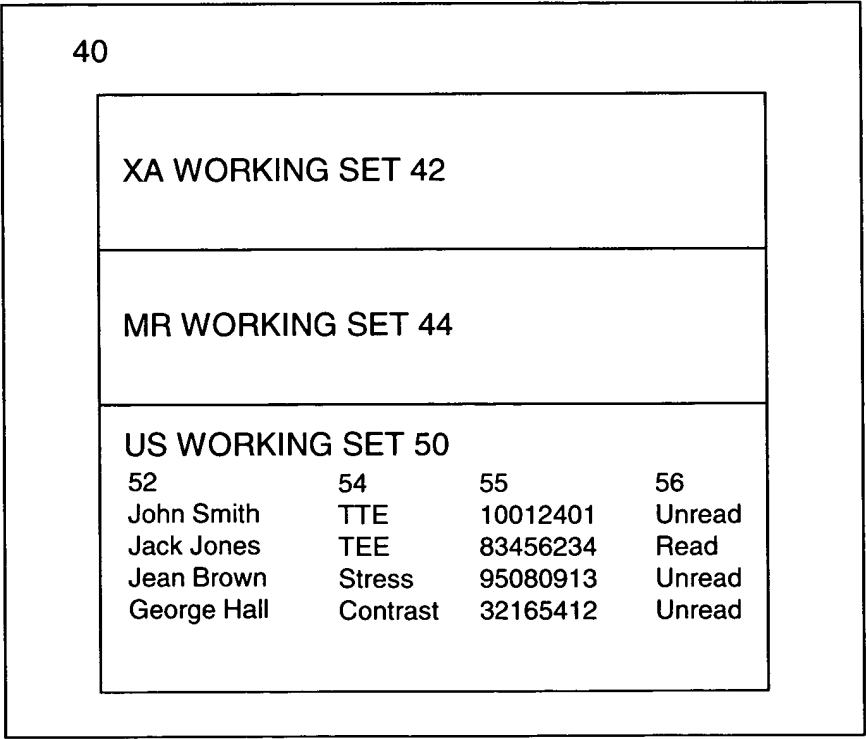 40
XA WORKING SET 42
MR WORKING SET 44
US WORKING SET 50
52 54 55 56
John Smith TTE 10012401 Unread
Jack Jones TEE 83456234 Read
Jean Brown Stress 95080913 Unread
George Hall Contrast 32165412 Unread